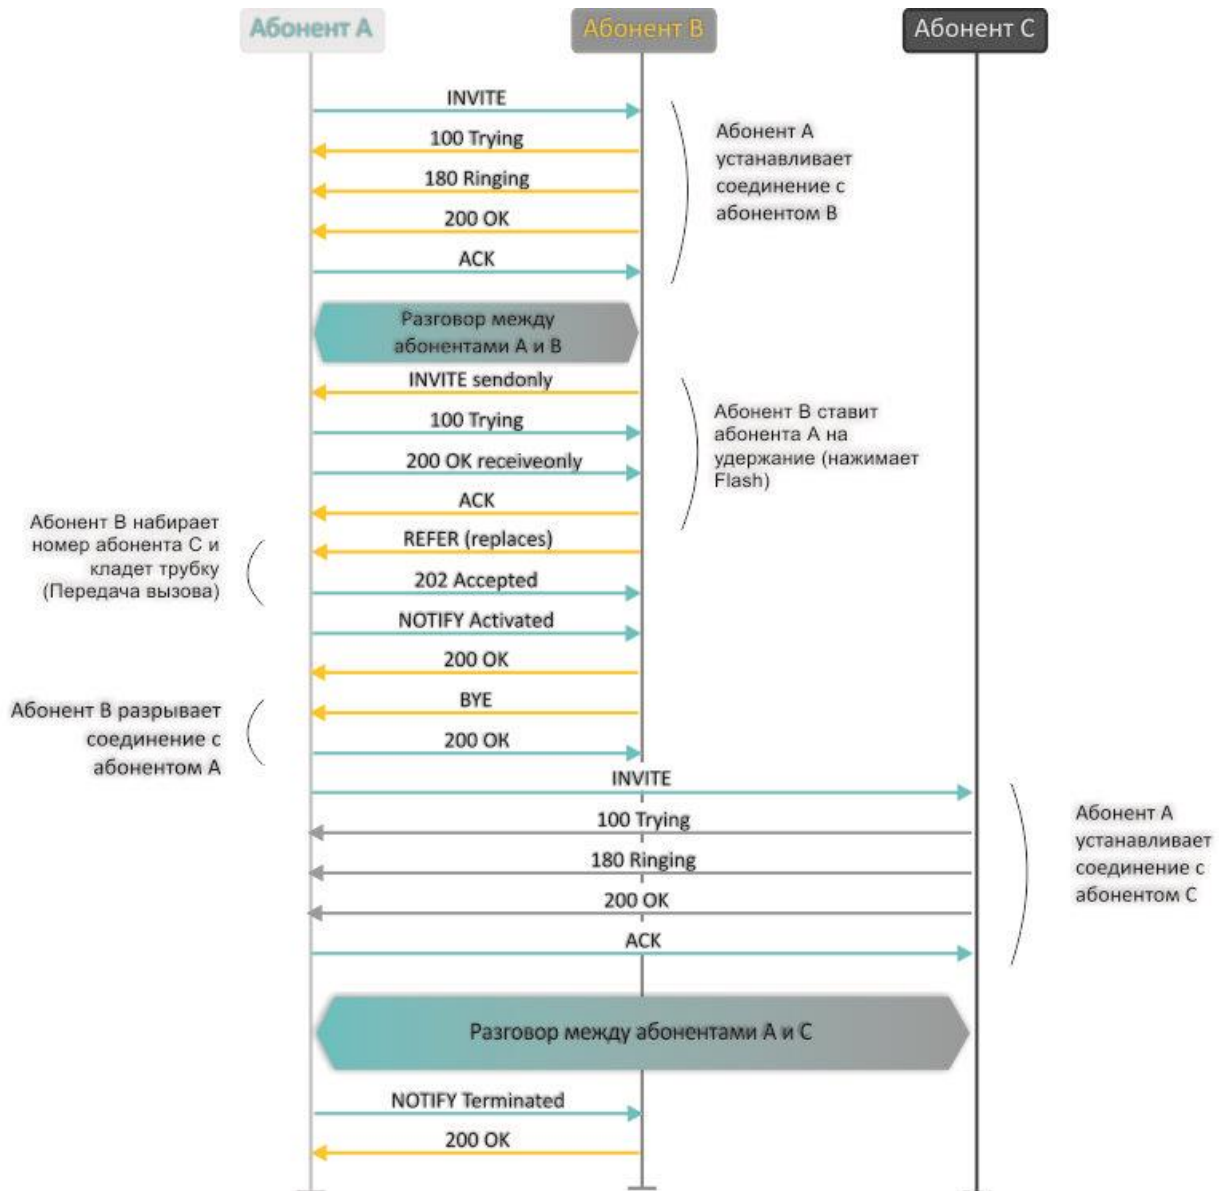 Абонент А
Абонент В
Абонент С
INVITE
100 Trying
180 Ringing
200 OK
ACK
Абонент А
устанавливает
соединение с
абонентом В
Разговор между
абонентами А и В
INVITE sendonly
100 Trying
200 OK receiveonly
ACK
Абонент В ставит
абонента А на
удержание (нажимает
Flash)
REFER (replaces)
202 Accepted
Абонент В набирает
номер абонента С и
кладет трубку
(Передача вызова)
NOTIFY Activated
200 OK
BYE
200 OK
Абонент В разрывает
соединение с
абонентом А
INVITE
100 Trying
180 Ringing
200 OK
ACK
Абонент А
устанавливает
соединение с
абонентом С
Разговор между абонентами А и С
NOTIFY Terminated
200 OK